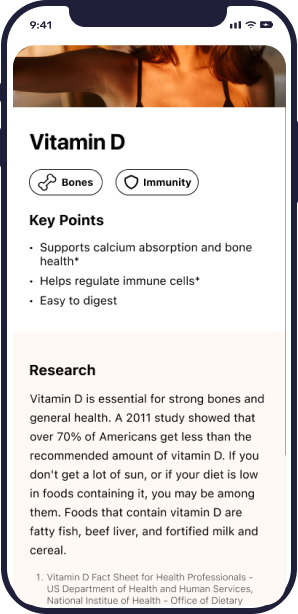 9:41
Vitamin D
Bones Immunity
Key Points
• Supports calcium absorption and bone
health*
• Helps regulate immune cells*
• Easy to digest
Research
Vitamin D is essential for strong bones and
general health. A 2011 study showed that
over 70% of Americans get less than the
recommended amount of vitamin D. If you
don't get a lot of sun, or if your diet is low
in foods containing it, you may be among
them. Foods that contain vitamin D are
fatty fish, beef liver, and fortified milk and
cereal.
1. Vitamin D Fact Sheet for Health Professionals -
US Department of Health and Human Services,
National Institue of Health - Office of Dietary